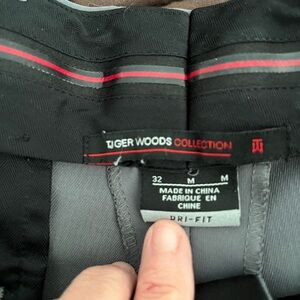 TIGER WOODS COLLECTION
32 M M
MADE IN CHINA
FABRIQUE EN
CHINE
DRI-FIT